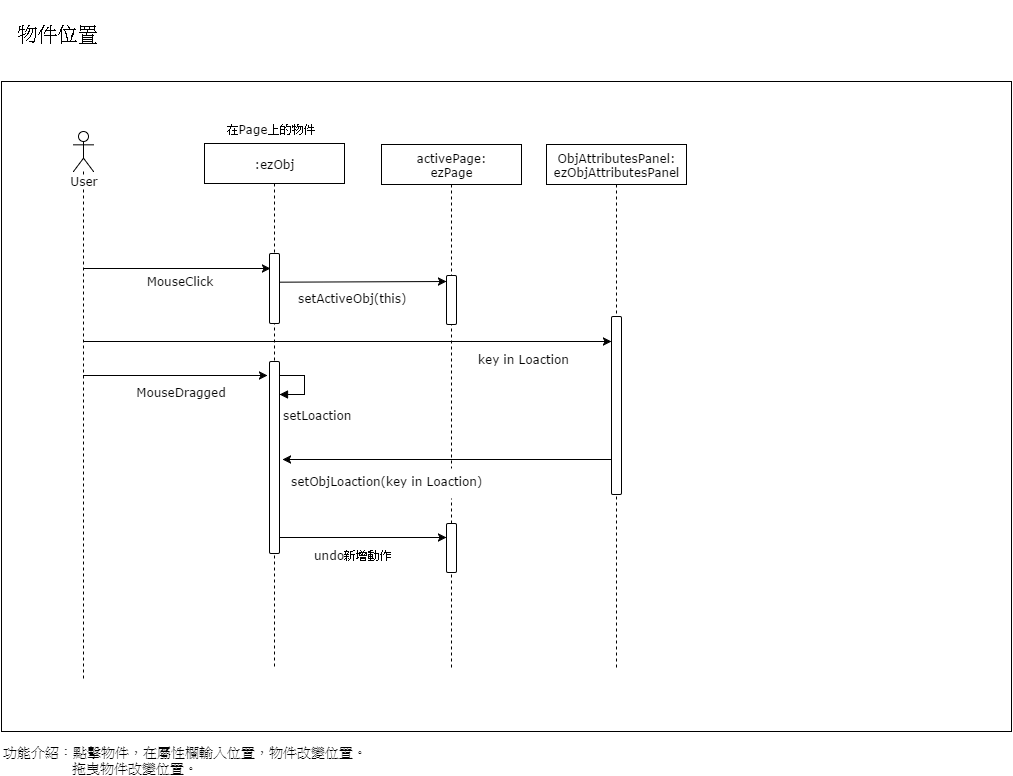 物件位置
在Page上的物件
:ezObj
activePage:
ezPage
ObjAttributesPanel:
ezObjAttributesPanel
User
MouseClick
setActiveObj(this)
key in Loaction
MouseDragged
setLoaction
setObjLoaction(key in Loaction)
undo新增動作
功能介紹：點擊物件，在屬性欄輸入位置，物件改變位置。
拖曳物件改變位置。